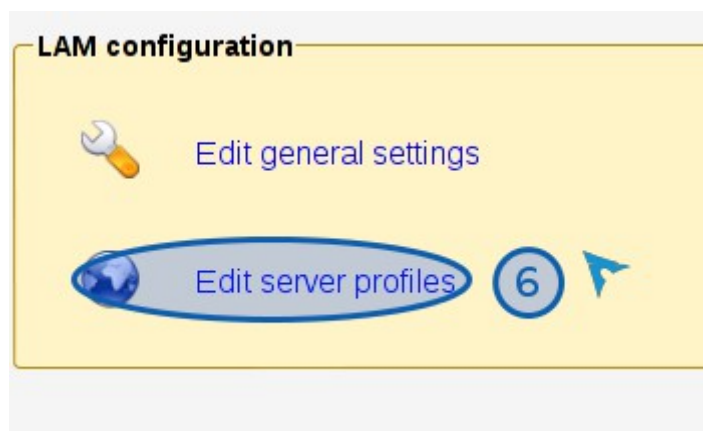 LAM configuration
Edit general settings
Edit server profiles 6